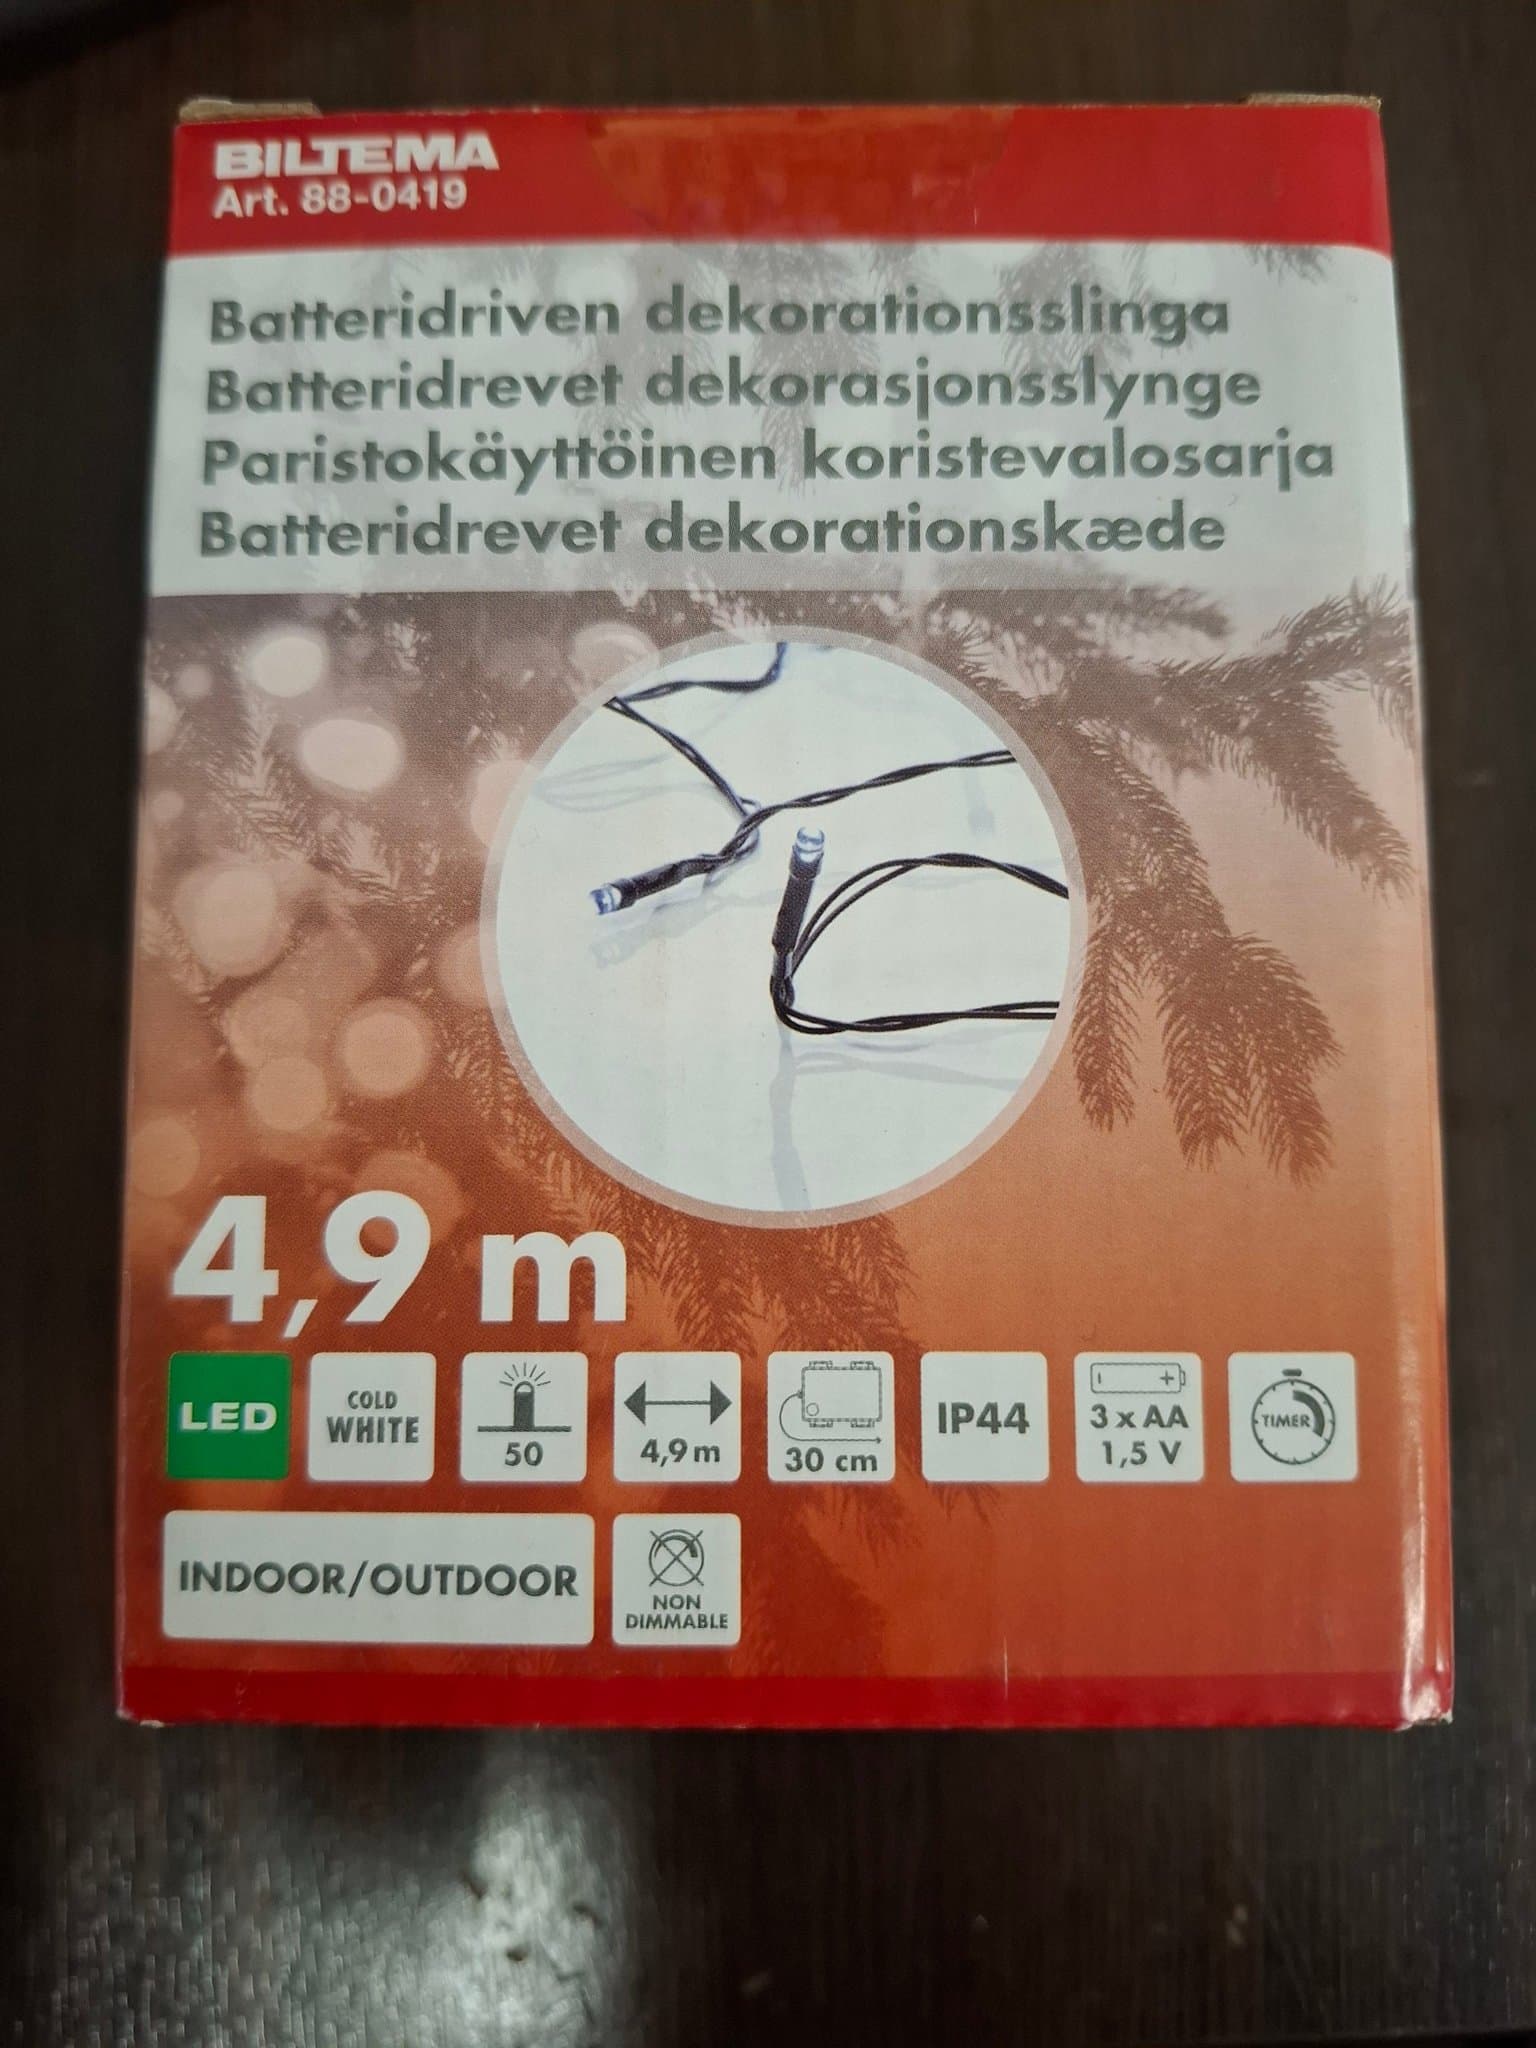 BILTEMA
Art. 88-0419
Batteridriven dekorationsslinga
Batteridrevet dekorasjonsslynge
Paristokäyttöinen koristevalosarja
Batteridrevet dekorationskæde
4,9 m
LED
COLD
WHITE
50
4,9 m
30 cm
IP44
3 x AA
1,5 V
TIMER
INDOOR/OUTDOOR
NON
DIMMABLE